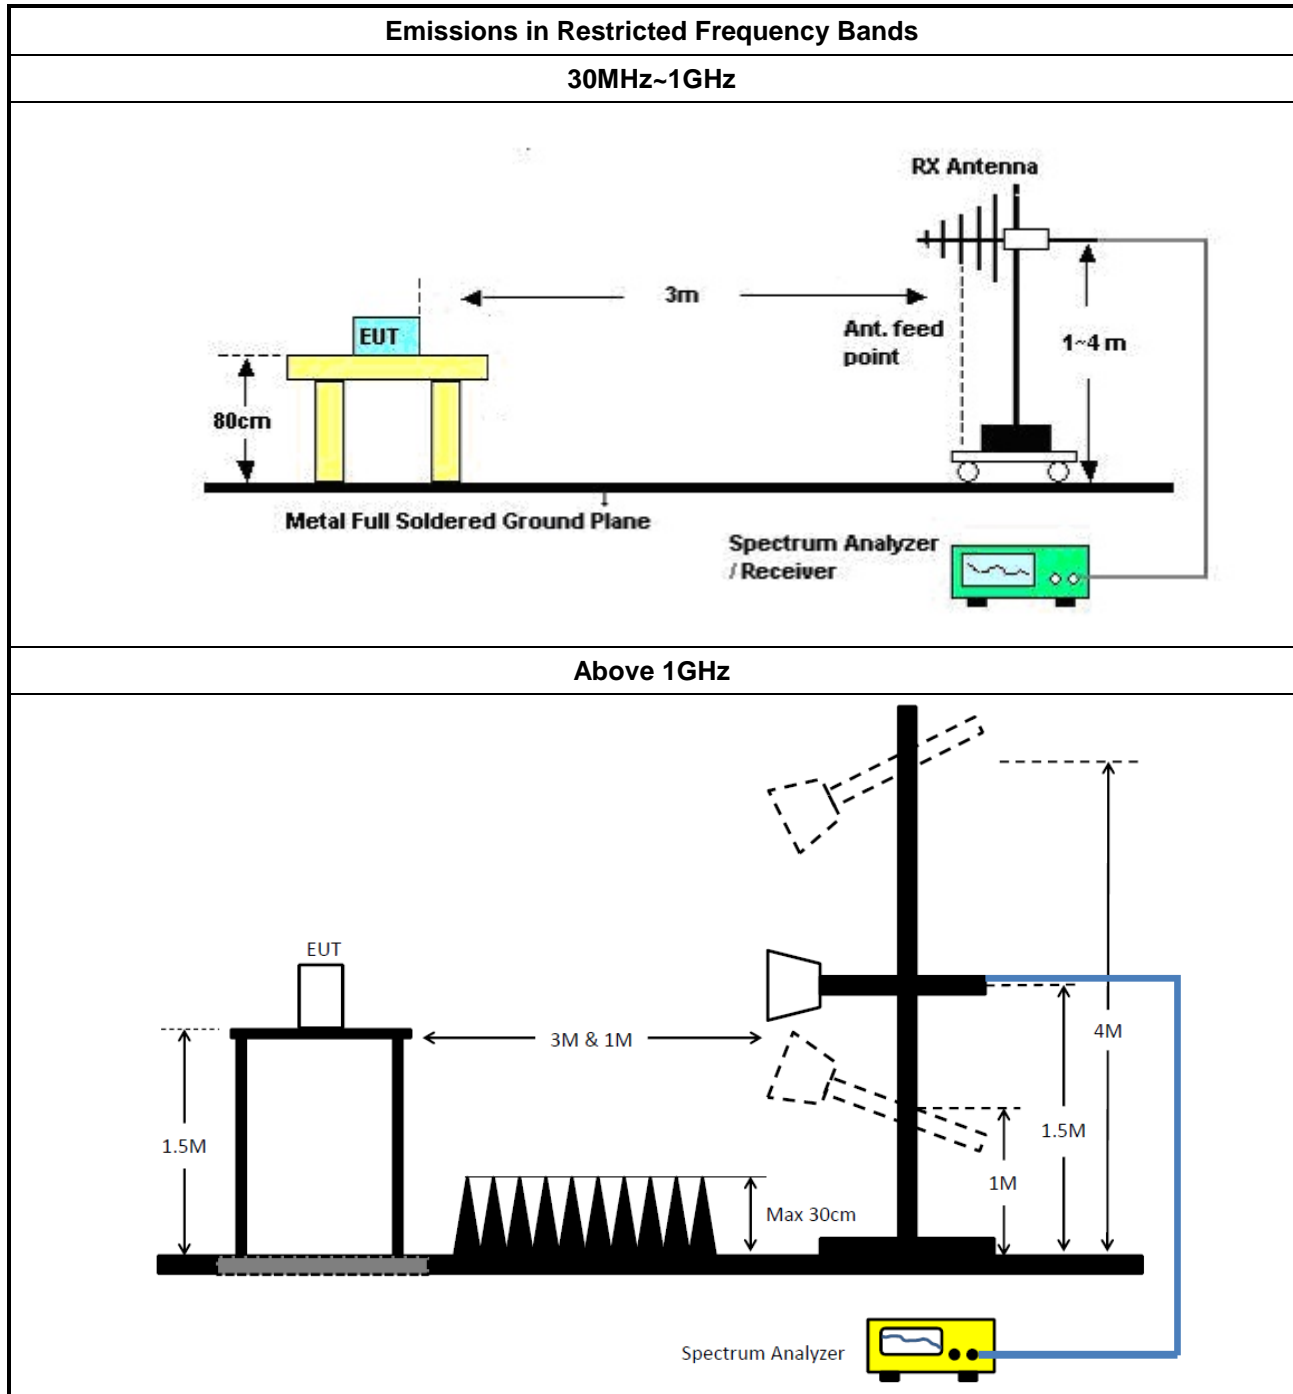 Emissions in Restricted Frequency Bands
30MHz~1GHz
RX Antenna
3m
EUT
Ant. feed
point
1~4 m
80cm
Metal Full Soldered Ground Plane
Spectrum Analyzer
/ Receiver
Above 1GHz
EUT
3M & 1M
4M
1.5M
1.5M
1M
Max 30cm
Spectrum Analyzer